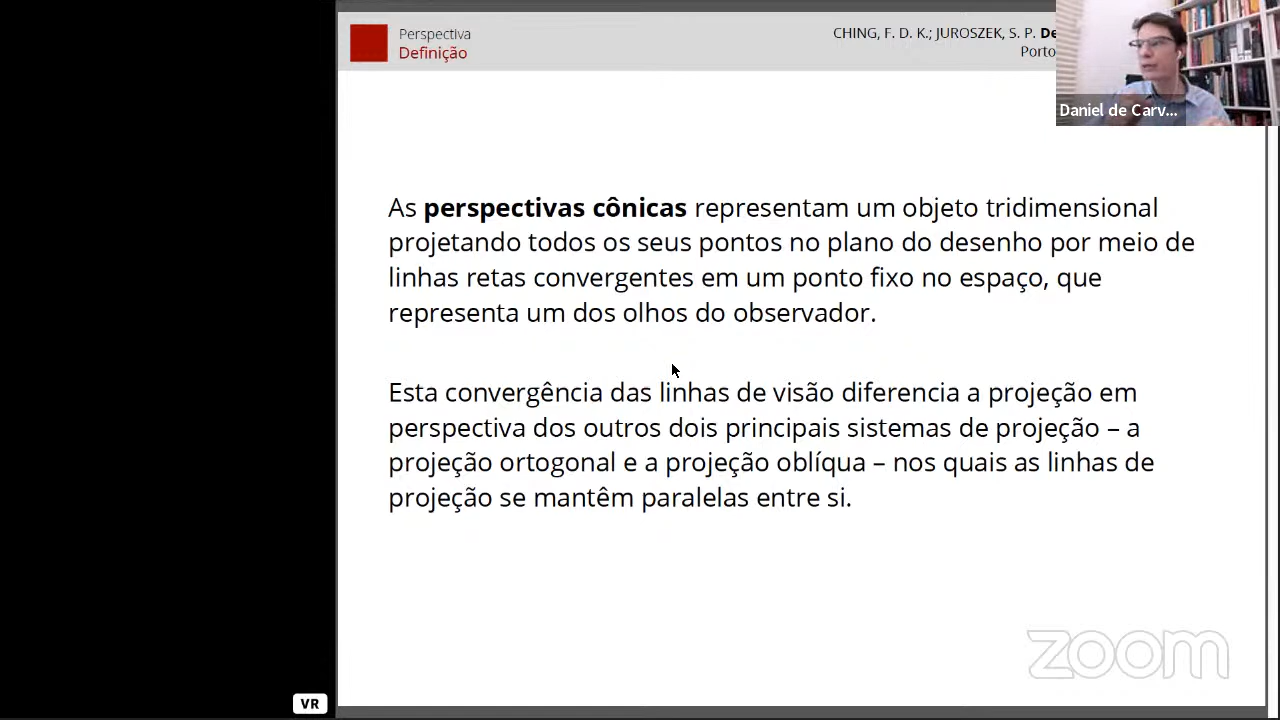 Perspectiva
Definição
CHING, F. D. K.; JUROSZEK, S. P.
Daniel de Carv...
As perspectivas cônicas representam um objeto tridimensional
projetando todos os seus pontos no plano do desenho por meio de
linhas retas convergentes em um ponto fixo no espaço, que
representa um dos olhos do observador.
Esta convergência das linhas de visão diferencia a projeção em
perspectiva dos outros dois principais sistemas de projeção – a
projeção ortogonal e a projeção oblíqua – nos quais as linhas de
projeção se mantêm paralelas entre si.
zoom
VR